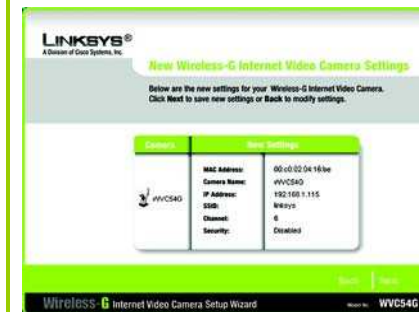 LINKSYS®
A Division of Cisco Systems, Inc.
New Wireless-G Internet Video Camera Settings
Below are the new settings for your Wireless-G Internet Video Camera.
Click Next to save new settings or Back to modify settings.
Camera New Settings
WVC54G
MAC Address: 00:c0:02:04:16:be
Camera Name: WVC54G
IP Address: 192.168.1.115
SSID: linksys
Channel: 6
Security: Disabled
Back Next
Wireless-G Internet Video Camera Setup Wizard Model No. WVC54G